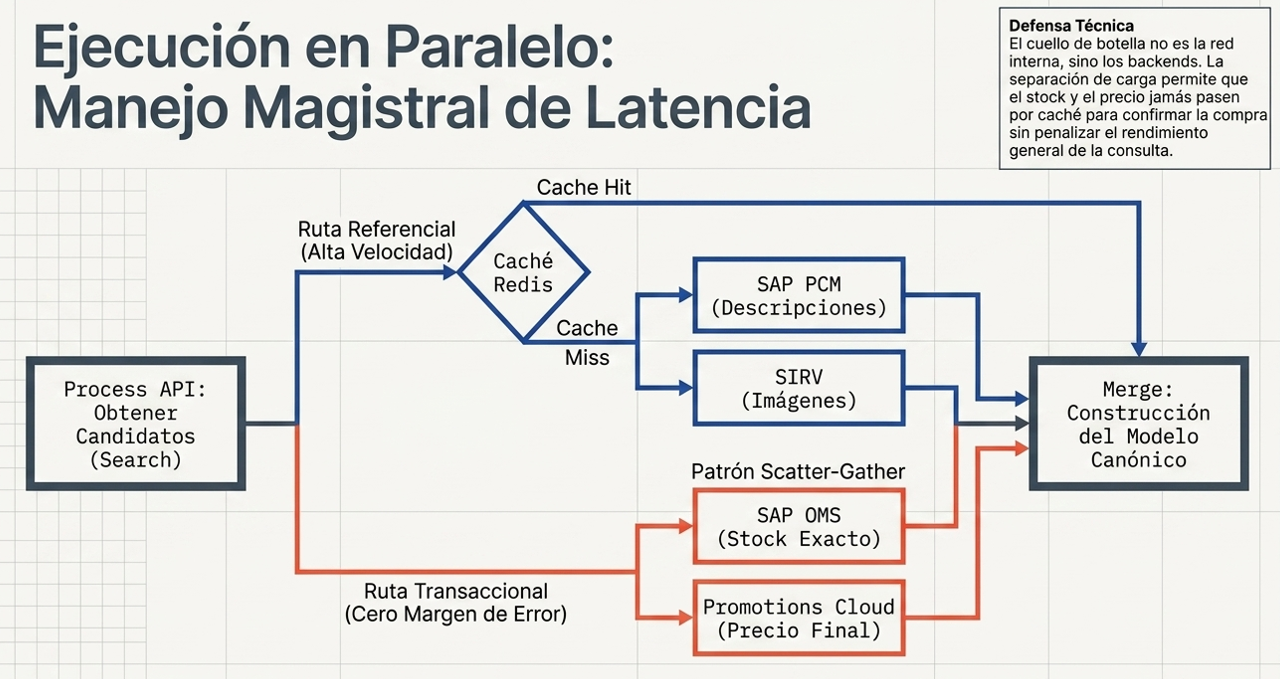 Ejecución en Paralelo:
Manejo Magistral de Latencia
Defensa Técnica
El cuello de botella no es la red
interna, sino los backends. La
separación de carga permite que
el stock y el precio jamás pasen
por caché para confirmar la compra
sin penalizar el rendimiento
general de la consulta.
Cache Hit
Ruta Referencial
(Alta Velocidad)
Caché
Redis
Cache
Miss
SAP PCM
(Descripciones)
SIRV
(Imágenes)
Process API:
Obtener
Candidatos
(Search)
Merge:
Construcción
del Modelo
Canónico
Patrón Scatter-Gather
SAP OMS
(Stock Exacto)
Ruta Transaccional
(Cero Margen de Error)
Promotions Cloud
(Precio Final)